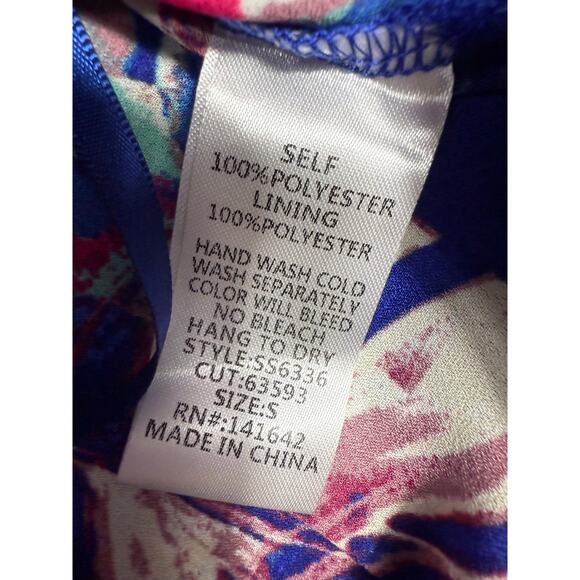 SELF
100%POLYESTER
LINING
100%POLYESTER
HAND WASH COLD
WASH SEPARATELY
COLOR WILL BLEED
NO BLEACH
HANG TO DRY
STYLE:SS6336
CUT:63593
SIZE:S
RN#:141642
MADE IN CHINA